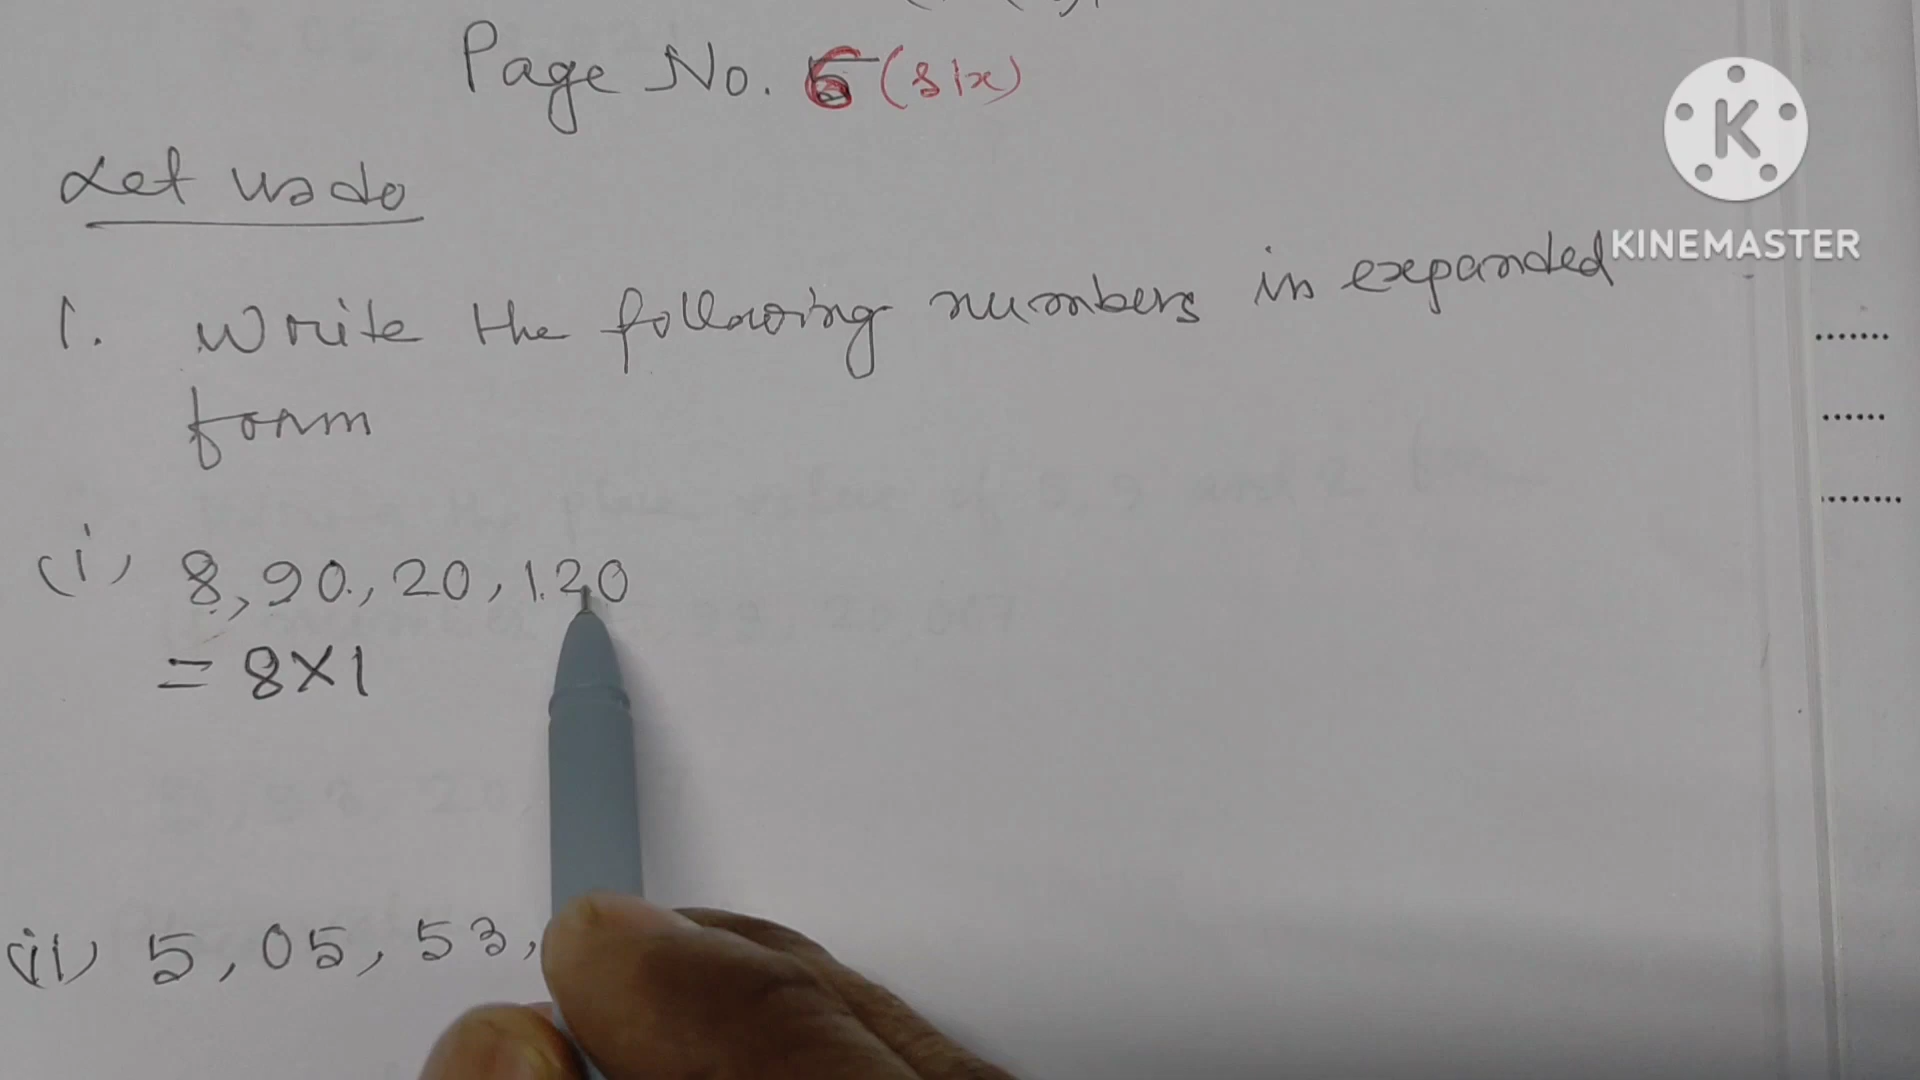 Page No. 6 (six)
K
KINEMASTER
Let us do
1. Write the following numbers in expanded
form
(i) 8,90,20,120
= 8×1
(ii) 5,05,53,